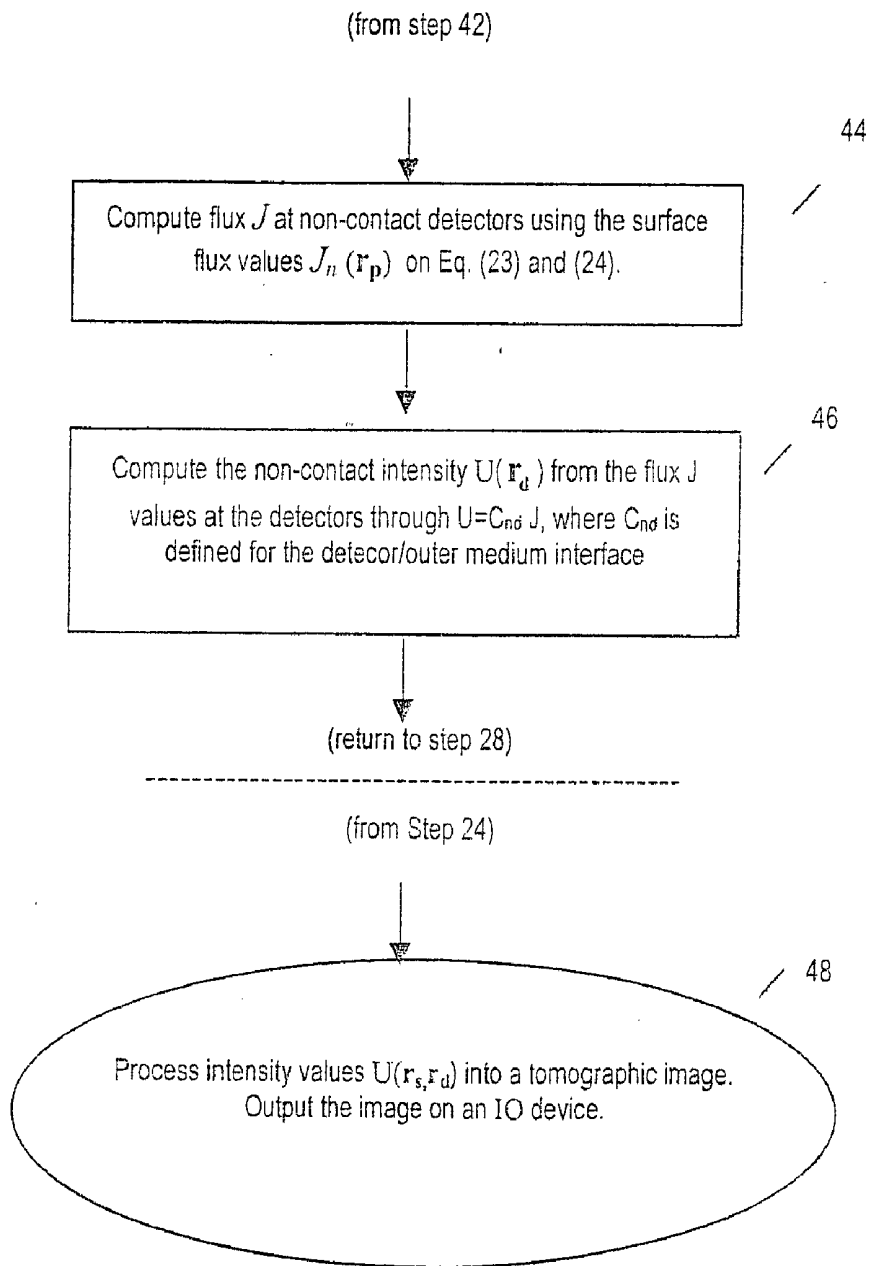 (from step 42)
44
Compute flux J at non-contact detectors using the surface
flux values Jn (rp) on Eq. (23) and (24).
46
Compute the non-contact intensity U(rd) from the flux J
values at the detectors through U=Cnd J, where Cnd is
defined for the detecor/outer medium interface
(return to step 28)
(from Step 24)
48
Process intensity values U(rs,rd) into a tomographic image.
Output the image on an IO device.